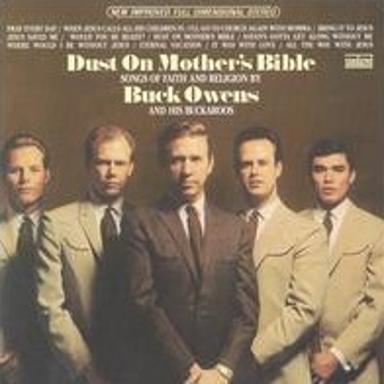 NEW IMPROVED FULL DIMENSIONAL STEREO
PRAY EVERY DAY / WHEN JESUS CALLS ALL HIS CHILDREN IN / I'LL GO TO CHURCH AGAIN WITH MOMMA / BRING IT TO JESUS
JESUS SAVED ME / WOULD YOU BE READY? / DUST ON MOTHER'S BIBLE / SATAN'S GOTTA GET ALONG WITHOUT ME
WHERE WOULD I BE WITHOUT JESUS / ETERNAL VACATION / IT WAS WITH LOVE / ALL THE WAY WITH JESUS
Dust On Mother's Bible
SONGS OF FAITH AND RELIGION BY
Buck Owens
AND HIS BUCKAROOS